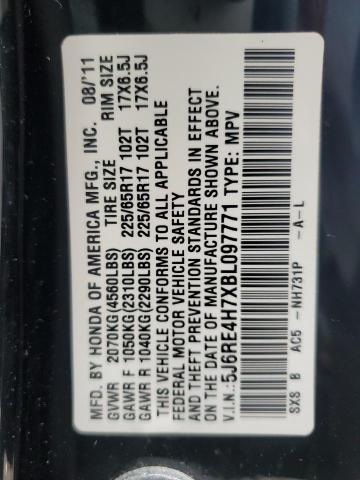 MFD. BY HONDA OF AMERICA MFG., INC. 08/'11
TIRE SIZE RIM SIZE
GVWR 2070KG(4560LBS)
GAWR F 1050KG(2310LBS) 225/65R17 102T 17X6.5J
GAWR R 1040KG(2290LBS) 225/65R17 102T 17X6.5J
THIS VEHICLE CONFORMS TO ALL APPLICABLE
FEDERAL MOTOR VEHICLE SAFETY
AND THEFT PREVENTION STANDARDS IN EFFECT
ON THE DATE OF MANUFACTURE SHOWN ABOVE.
V.I.N.:5J6RE4H7XBL097771 TYPE: MPV
SXS B AC5 -NH731P -A-L